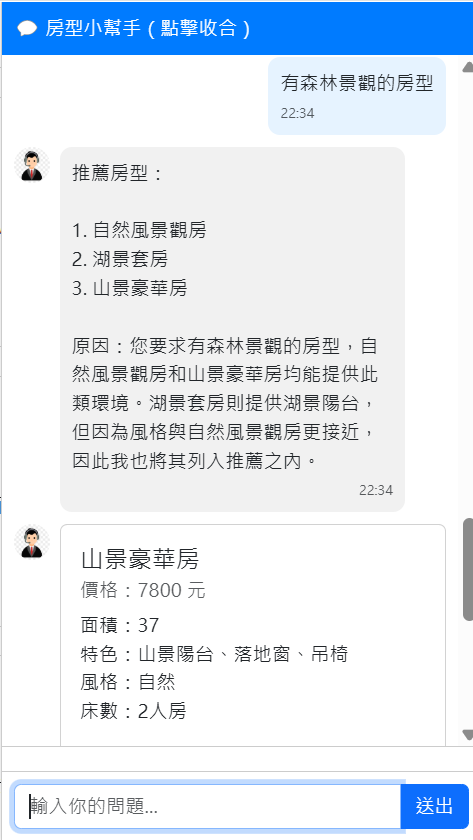 房型小幫手（點擊收合）
有森林景觀的房型
22:34
推薦房型：
1. 自然風景觀房
2. 湖景套房
3. 山景豪華房
原因：您要求有森林景觀的房型，自
然風景觀房和山景豪華房均能提供此
類環境。湖景套房則提供湖景陽台，
但因為風格與自然風景觀房更接近，
因此我也將其列入推薦之內。
22:34
山景豪華房
價格：7800 元
面積：37
特色：山景陽台、落地窗、吊椅
風格：自然
床數：2人房
輸入你的問題...
送出